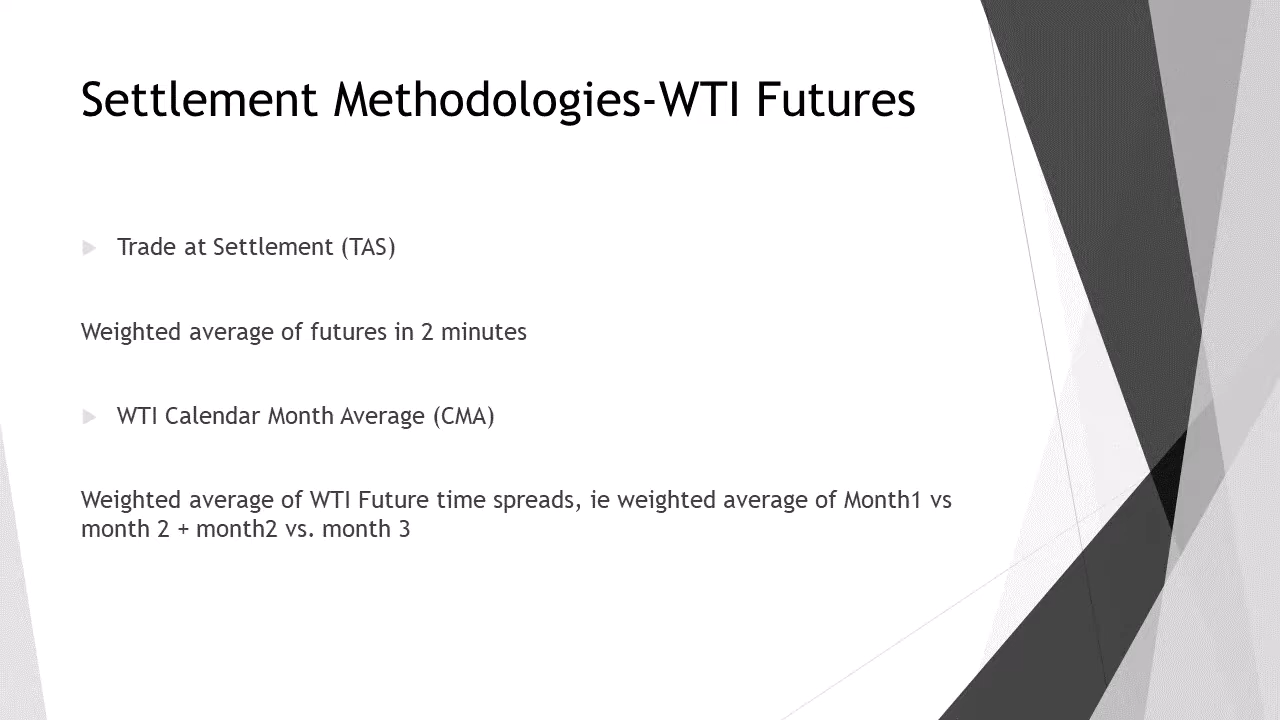 Settlement Methodologies-WTI Futures
Trade at Settlement (TAS)
Weighted average of futures in 2 minutes
WTI Calendar Month Average (CMA)
Weighted average of WTI Future time spreads, ie weighted average of Month1 vs
month 2 + month2 vs. month 3